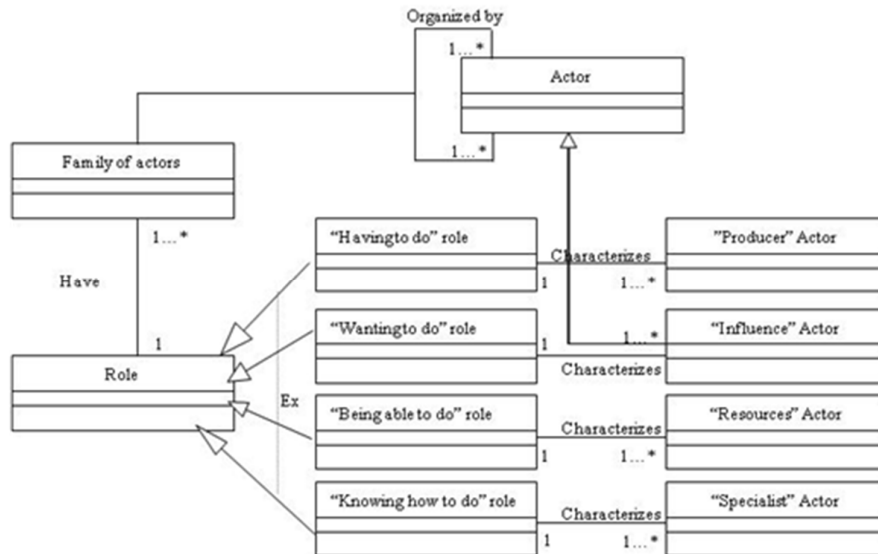 Organized by
1...*
Actor
1...*
Family of actors
1...*
Have
1
Role
Ex
"Havingto do" role
Characterizes
1
1...*
"Producer" Actor
"Wantingto do" role
1
1...*
Characterizes
"Influence" Actor
"Being able to do" role
Characterizes
1
1...*
"Resources" Actor
"Knowing how to do" role
Characterizes
1
1...*
"Specialist" Actor